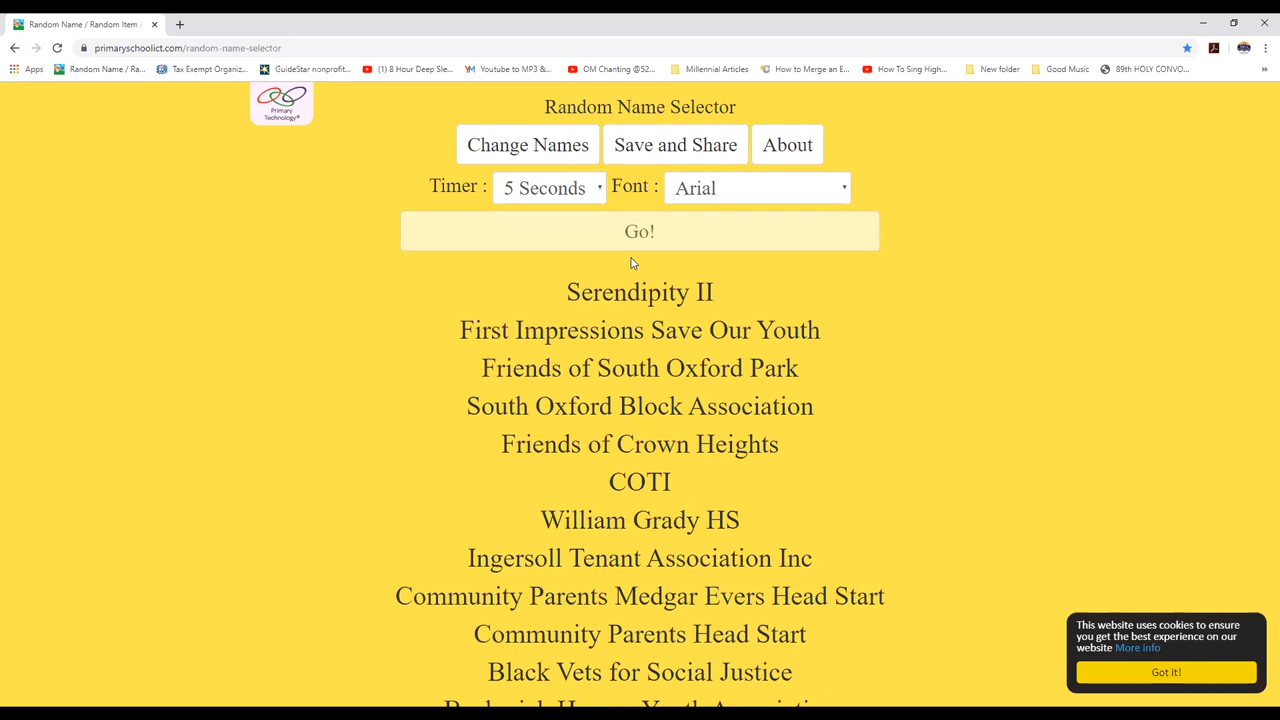 Random Name / Random Item /
primaryschoolict.com/random-name-selector
Apps
Random Name / Ra...
Tax Exempt Organiz...
GuideStar nonprofit...
(1) 8 Hour Deep Sle...
Youtube to MP3 &...
OM Chanting @52...
Millennial Articles
How to Merge an E...
How To Sing High...
New folder
Good Music
89th HOLY CONVO...
»
Primary
Technology®
Random Name Selector
Change Names
Save and Share
About
Timer :
5 Seconds
Font :
Arial
Go!
Serendipity II
First Impressions Save Our Youth
Friends of South Oxford Park
South Oxford Block Association
Friends of Crown Heights
COTI
William Grady HS
Ingersoll Tenant Association Inc
Community Parents Medgar Evers Head Start
Community Parents Head Start
Black Vets for Social Justice
This website uses cookies to ensure
you get the best experience on our
website More info
Got it!